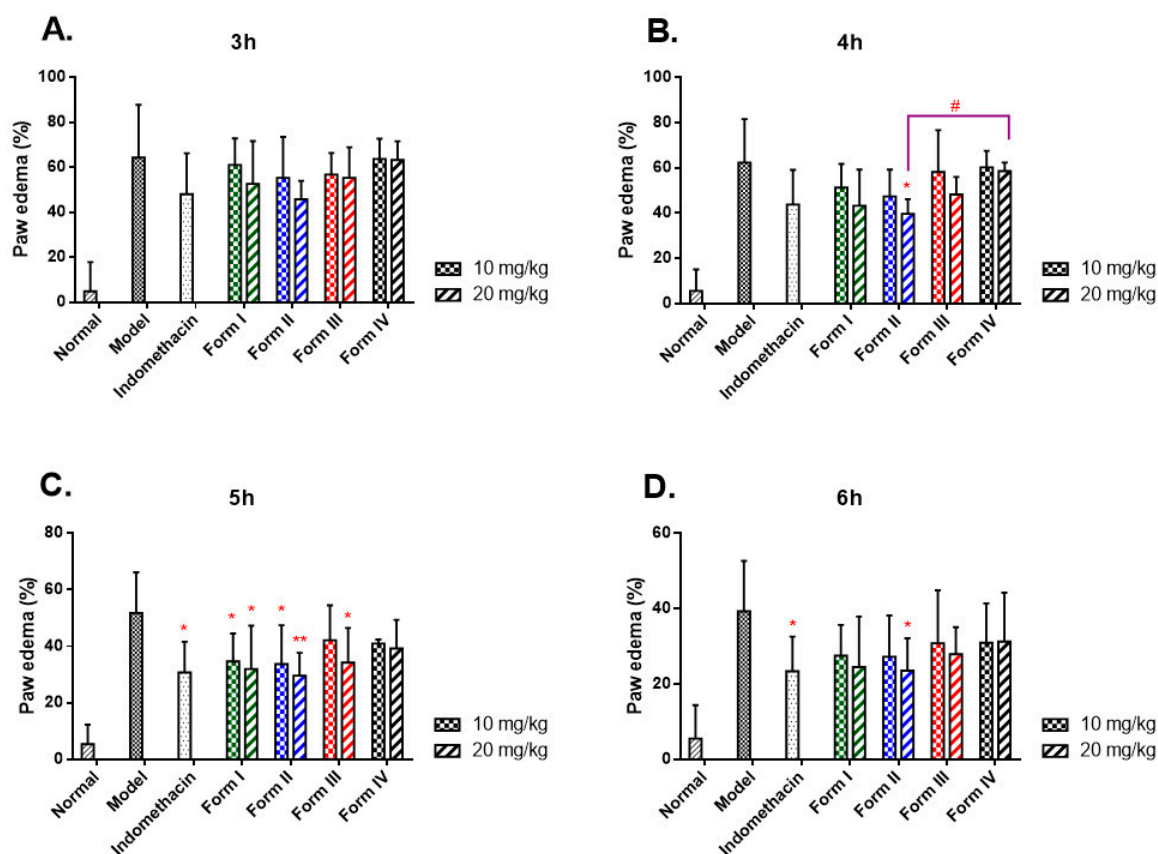 A.
3h
Paw edema (%)
100
80
60
40
20
0
Normal
Model
Indomethacin
Form I
Form II
Form III
Form IV
10 mg/kg
20 mg/kg
B.
4h
Paw edema (%)
100
80
60
40
20
0
#
*
Normal
Model
Indomethacin
Form I
Form II
Form III
Form IV
10 mg/kg
20 mg/kg
C.
5h
Paw edema (%)
80
60
40
20
0
*
*
*
*
**
*
Normal
Model
Indomethacin
Form I
Form II
Form III
Form IV
10 mg/kg
20 mg/kg
D.
6h
Paw edema (%)
60
40
20
0
*
*
Normal
Model
Indomethacin
Form I
Form II
Form III
Form IV
10 mg/kg
20 mg/kg